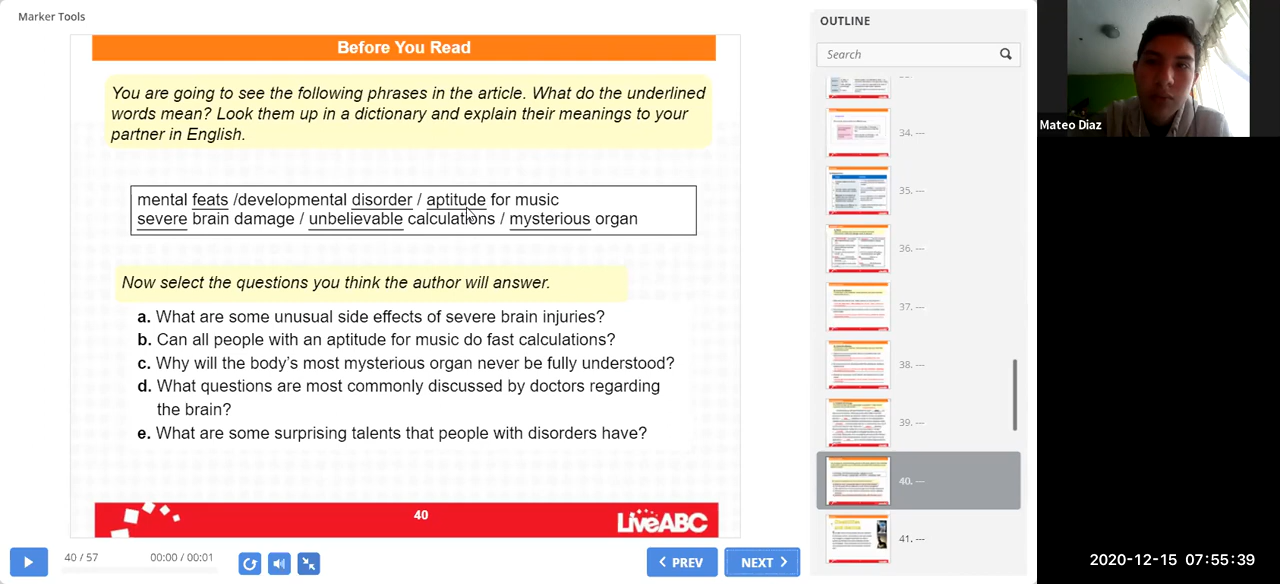 Marker Tools
Before You Read
You are going to see the following phrases in the article. What do the underlined
words mean? Look them up in a dictionary and explain their meanings to your
partner in English.
mental feats /developmental disorder / aptitude for music
severe brain damage / unbelievable calculations / mysterious organ
Now select the questions you think the author will answer.
What are some unusual side effects of severe brain injuries?
b. Can all people with an aptitude for music do fast calculations?
will the body's most mysterious organ never be fully understood?
What questions are most commonly discussed by doctors regarding
the brain?
are some surprising talents that people with disorders have?
40
LiveABC
40 / 57
00:01
PREV
NEXT
OUTLINE
Search
34. —
35. —
36. —
37. —
38. —
39. —
40. —
41. —
Mateo Diaz
2020-12-15 07:55:39